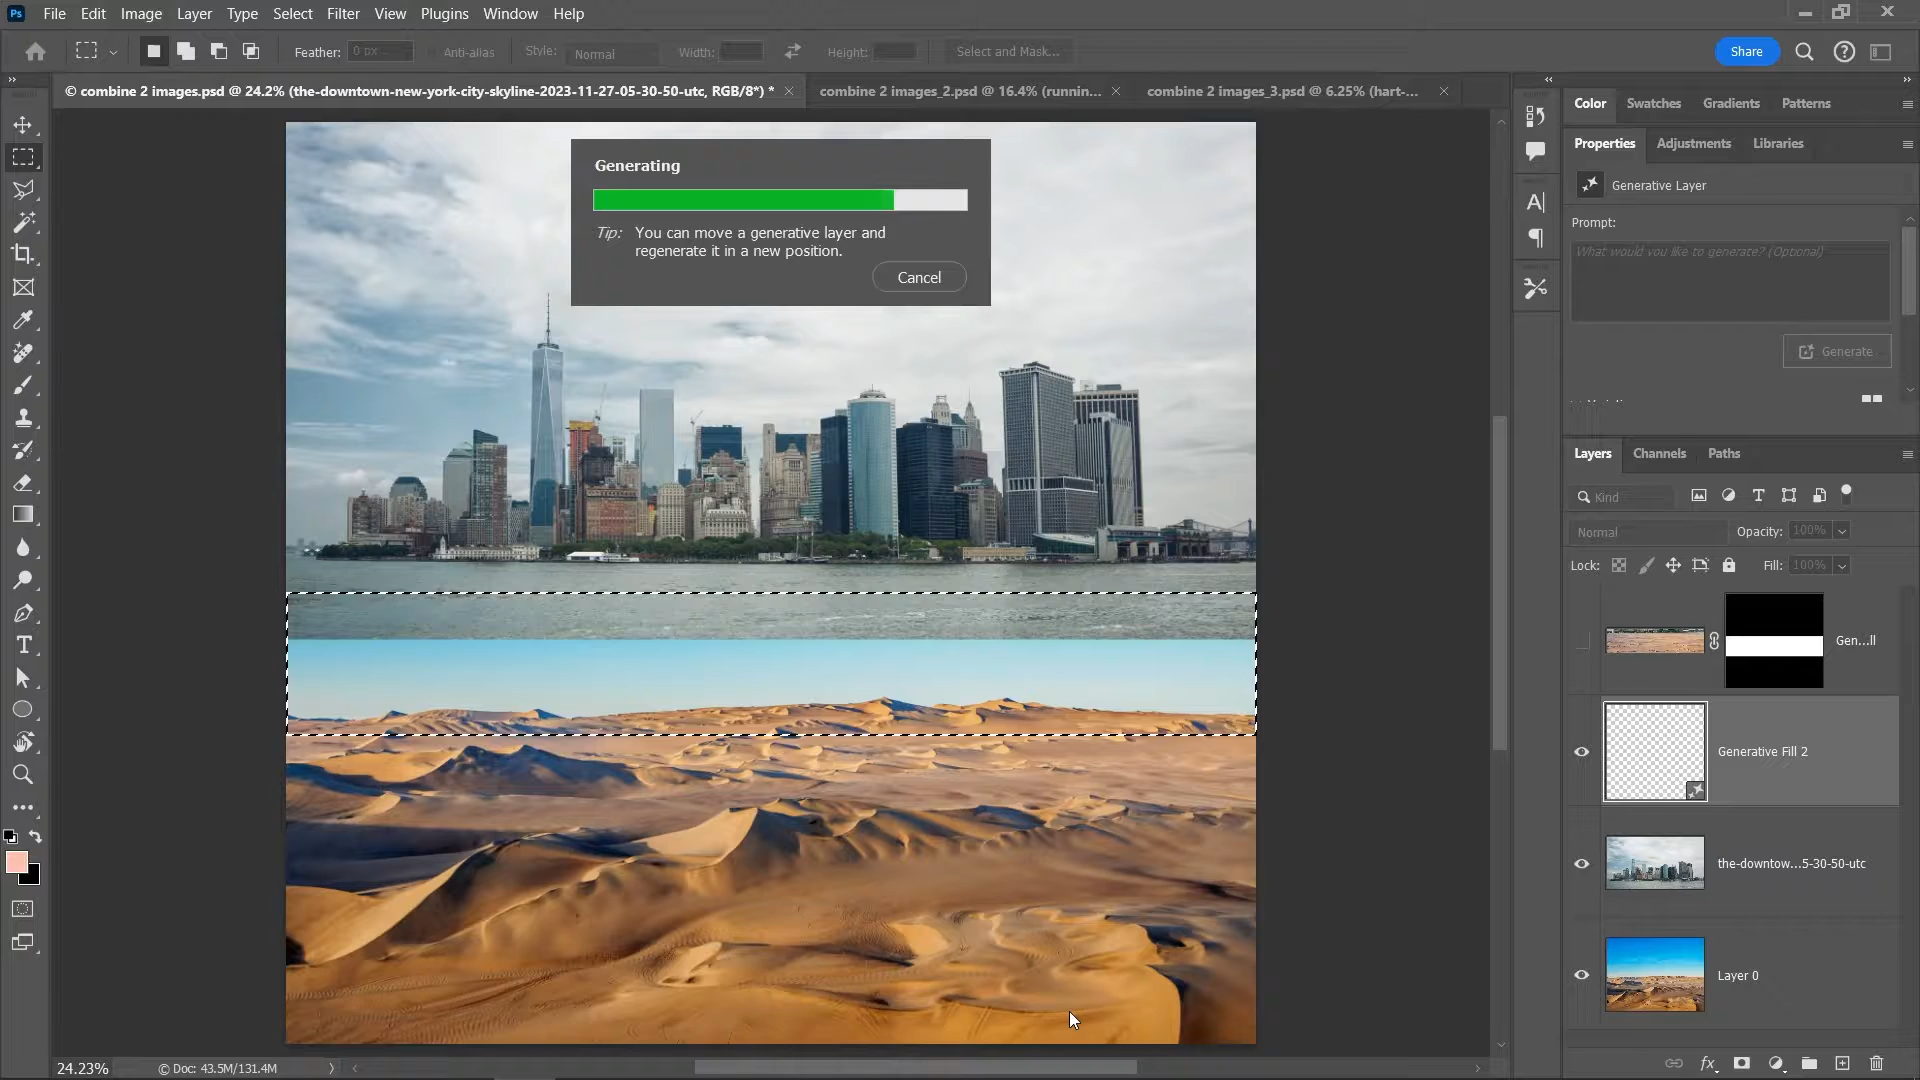 Ps File Edit Image Layer Type Select Filter View Plugins Window Help
Feather: 0 px Anti-alias Style: Normal Width: Height: Select and Mask... Share
© combine 2 images.psd @ 24.2% (the-downtown-new-york-city-skyline-2023-11-27-05-30-50-utc, RGB/8*) *
combine 2 images_2.psd @ 16.4% (runnin...
combine 2 images_3.psd @ 6.25% (hart-...
Generating
Tip: You can move a generative layer and
regenerate it in a new position.
Cancel
Color Swatches Gradients Patterns
Properties Adjustments Libraries
Generative Layer
Prompt:
What would you like to generate? (Optional)
Generate
Layers Channels Paths
Kind
Normal Opacity: 100%
Lock: Fill: 100%
Gen...ll
Generative Fill 2
the-downtow...5-30-50-utc
Layer 0
fx
24.23% © Doc: 43.5M/131.4M